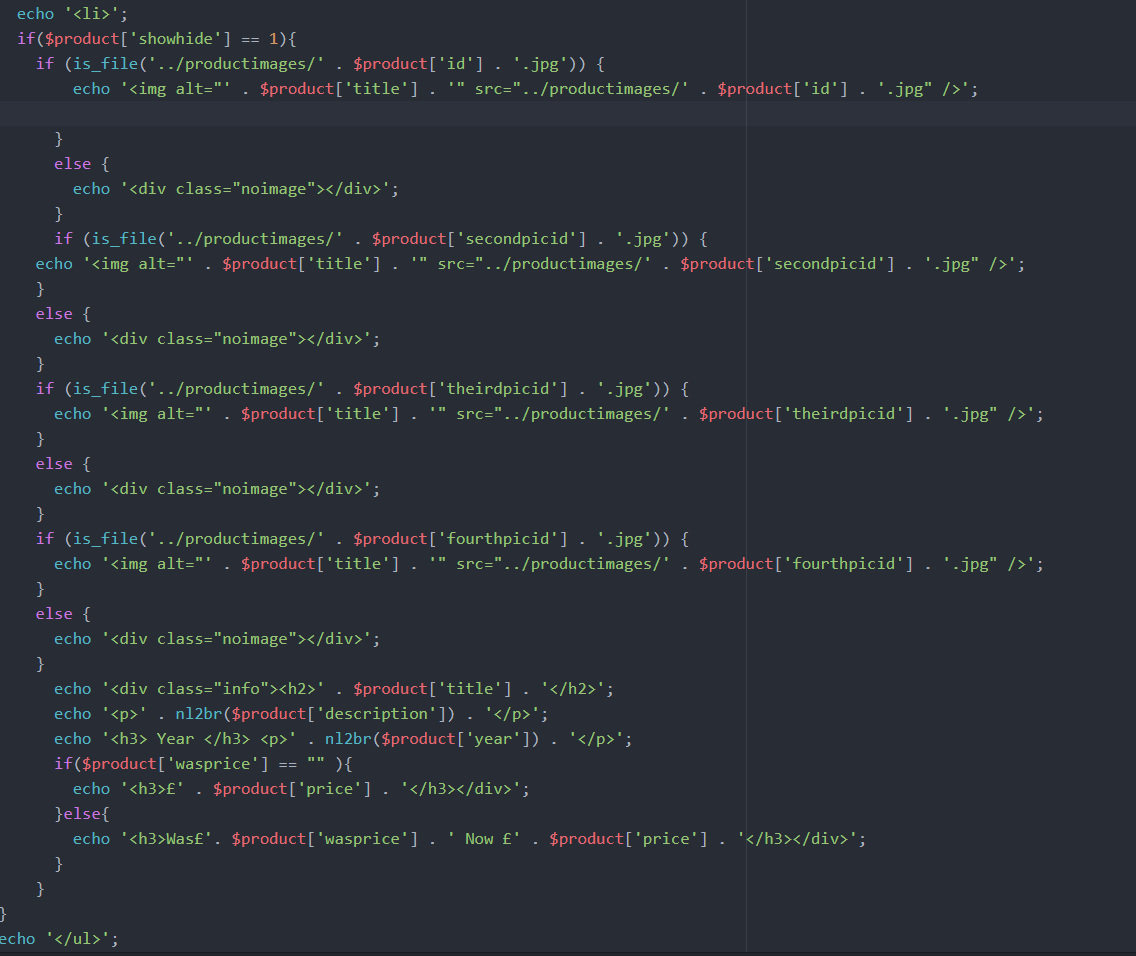 echo '<li>';
if($product['showhide'] == 1){
if (is_file('../productimages/' . $product['id'] . '.jpg')) {
echo '<img alt="' . $product['title'] . '" src="../productimages/' . $product['id'] . '.jpg" />';
}
else {
echo '<div class="noimage"></div>';
}
if (is_file('../productimages/' . $product['secondpicid'] . '.jpg')) {
echo '<img alt="' . $product['title'] . '" src="../productimages/' . $product['secondpicid'] . '.jpg" />';
}
else {
echo '<div class="noimage"></div>';
}
if (is_file('../productimages/' . $product['theirdpicid'] . '.jpg')) {
echo '<img alt="' . $product['title'] . '" src="../productimages/' . $product['theirdpicid'] . '.jpg" />';
}
else {
echo '<div class="noimage"></div>';
}
if (is_file('../productimages/' . $product['fourthpicid'] . '.jpg')) {
echo '<img alt="' . $product['title'] . '" src="../productimages/' . $product['fourthpicid'] . '.jpg" />';
}
else {
echo '<div class="noimage"></div>';
}
echo '<div class="info"><h2>' . $product['title'] . '</h2>';
echo '<p>' . nl2br($product['description']) . '</p>';
echo '<h3> Year </h3> <p>' . nl2br($product['year']) . '</p>';
if($product['wasprice'] == "" ){
echo '<h3>£' . $product['price'] . '</h3></div>';
}else{
echo '<h3>Was£'. $product['wasprice'] . ' Now £' . $product['price'] . '</h3></div>';
}
}
}
echo '</ul>';